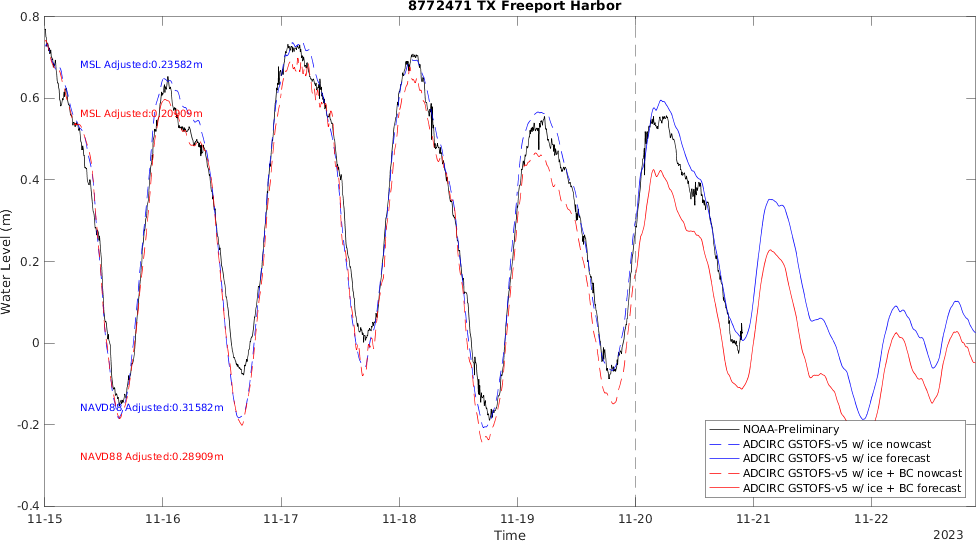 8772471 TX Freeport Harbor
0.8
MSL Adjusted:0.23582m
0.6
MSL Adjusted:0.20909m
0.4
Water Level (m)
0.2
0
NAVD88 Adjusted:0.31582m
-0.2
NAVD88 Adjusted:0.28909m
-0.4
NOAA-Preliminary
ADCIRC GSTOFS-v5 w/ ice nowcast
ADCIRC GSTOFS-v5 w/ ice forecast
ADCIRC GSTOFS-v5 w/ ice + BC nowcast
ADCIRC GSTOFS-v5 w/ ice + BC forecast
11-15 11-16 11-17 11-18 11-19 11-20 11-21 11-22
Time
2023